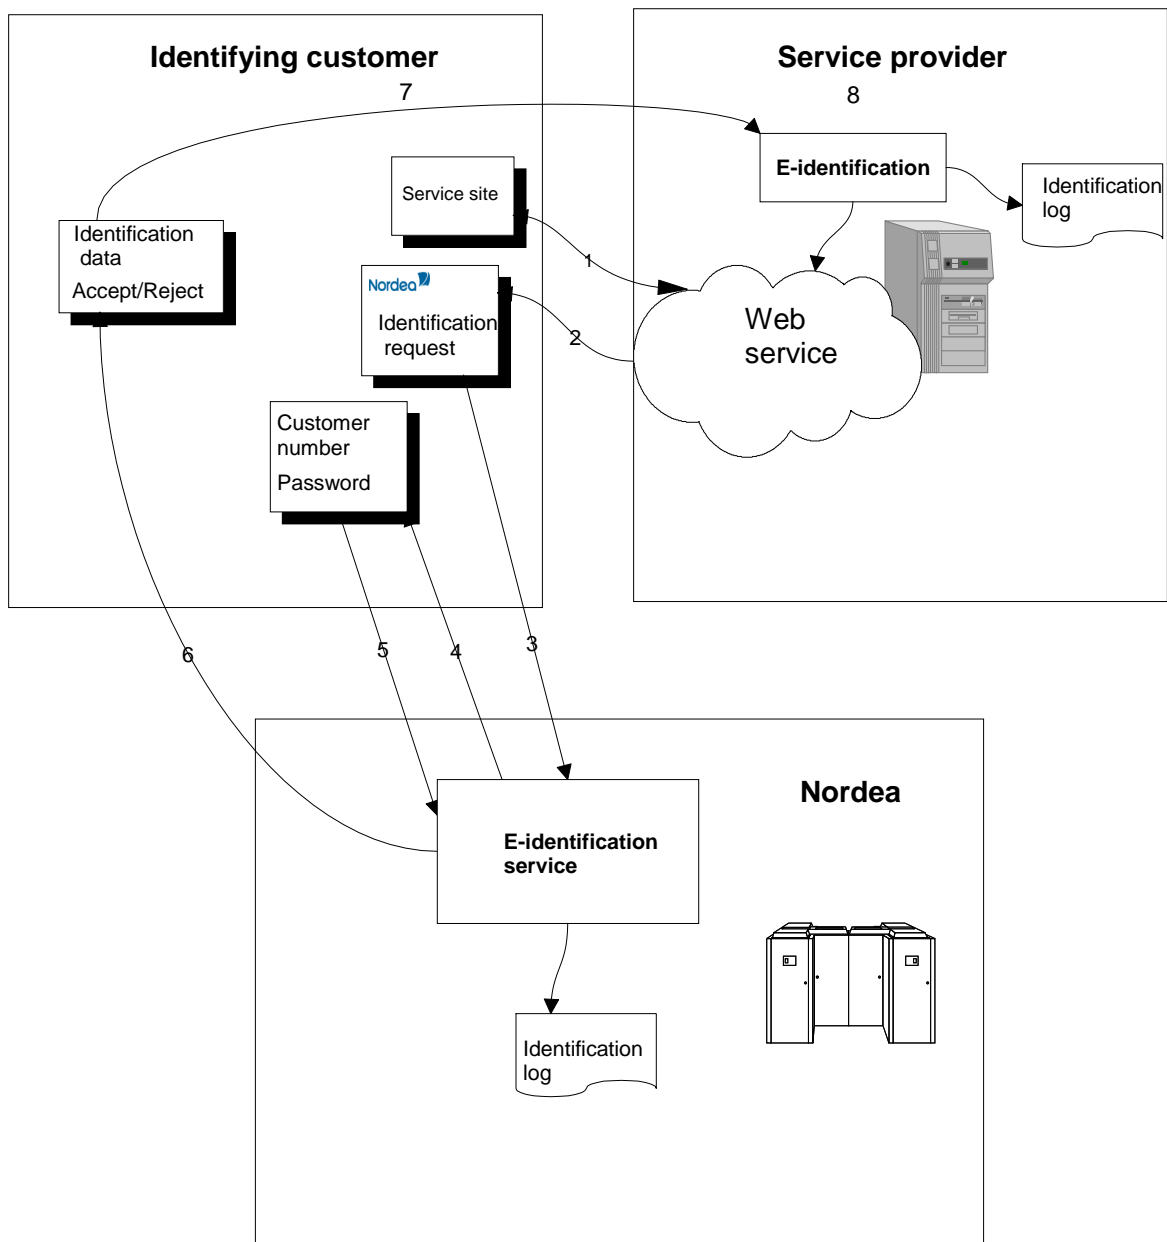 Identifying customer
7
Service provider
8
E-identification
Identification
log
Service site
Identification
data
Accept/Reject
1
Nordea
Identification
request
2
Web
service
Customer
number
Password
6
5
4
3
Nordea
E-identification
service
Identification
log